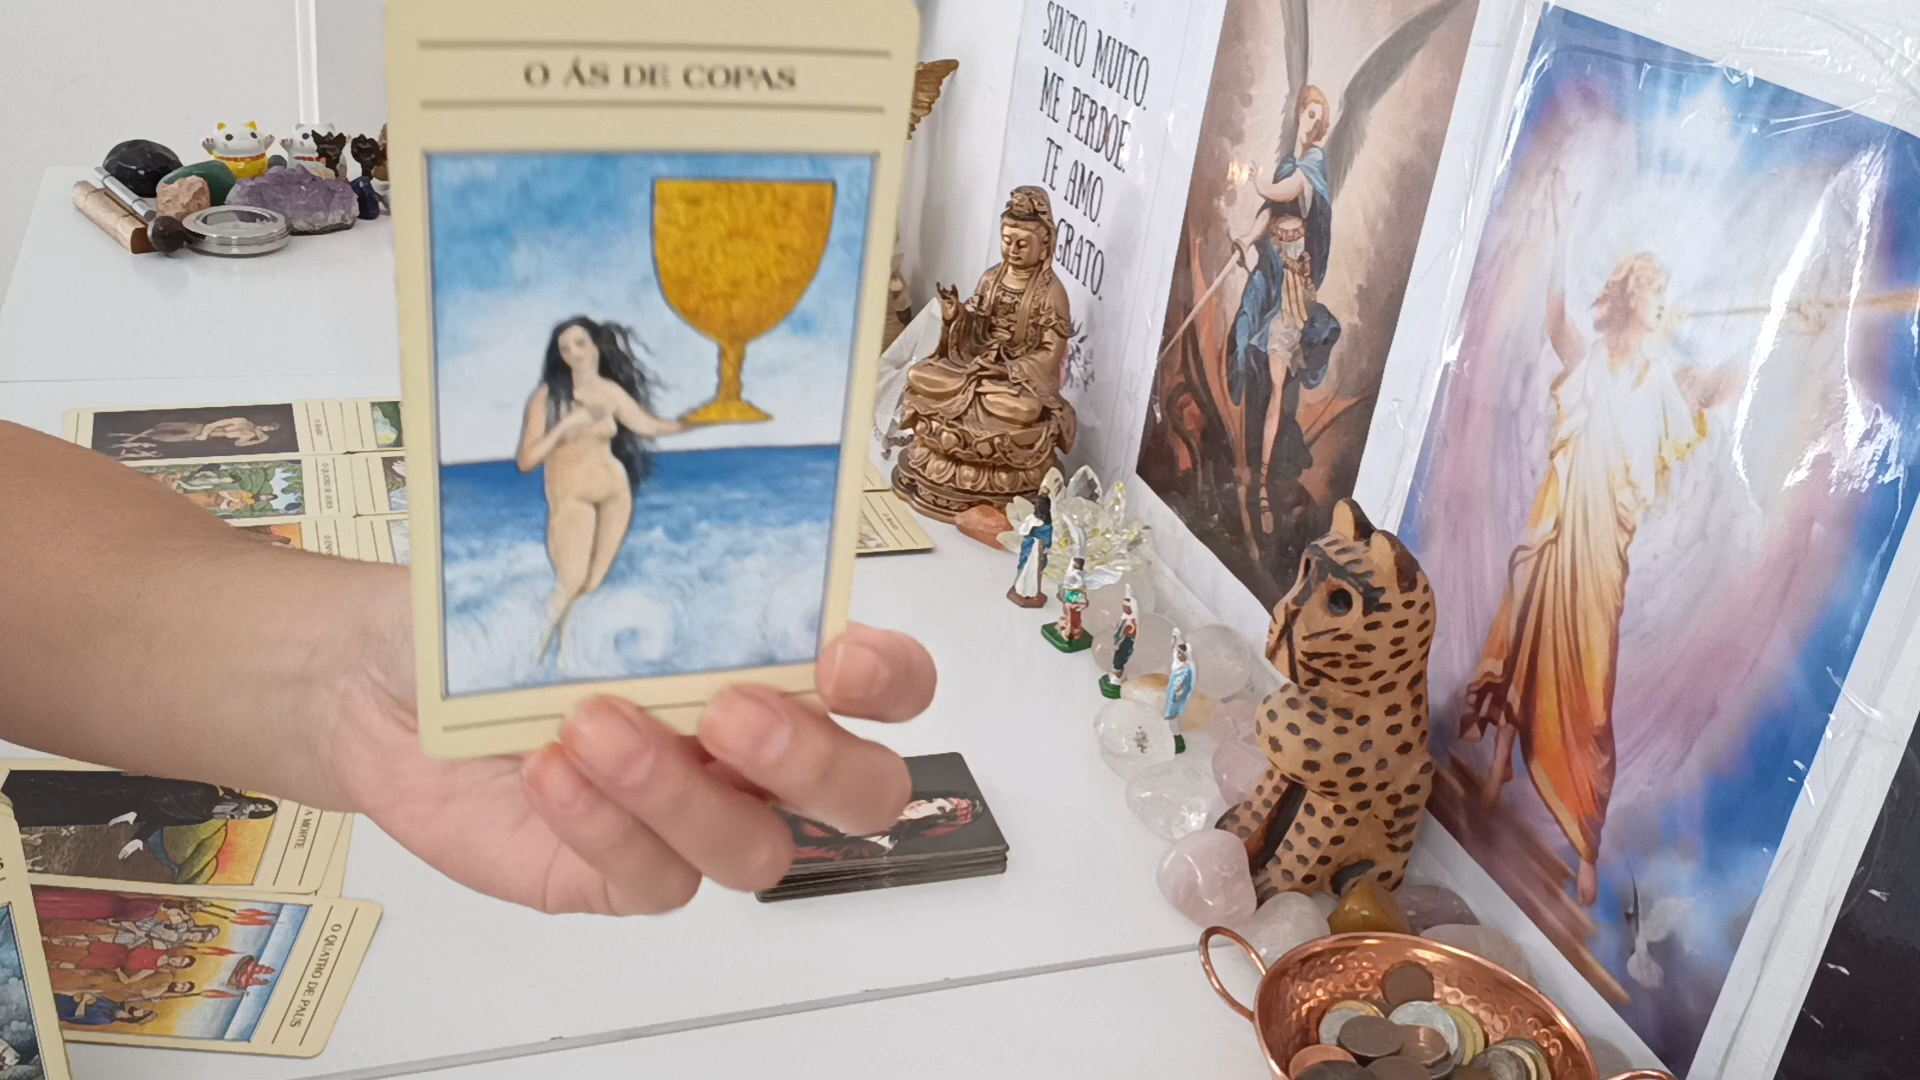 O ÁS DE COPAS
SINTO MUITO.
ME PERDOE.
TE AMO.
GRATO.
A MORTE
O QUATRO DE PAUS